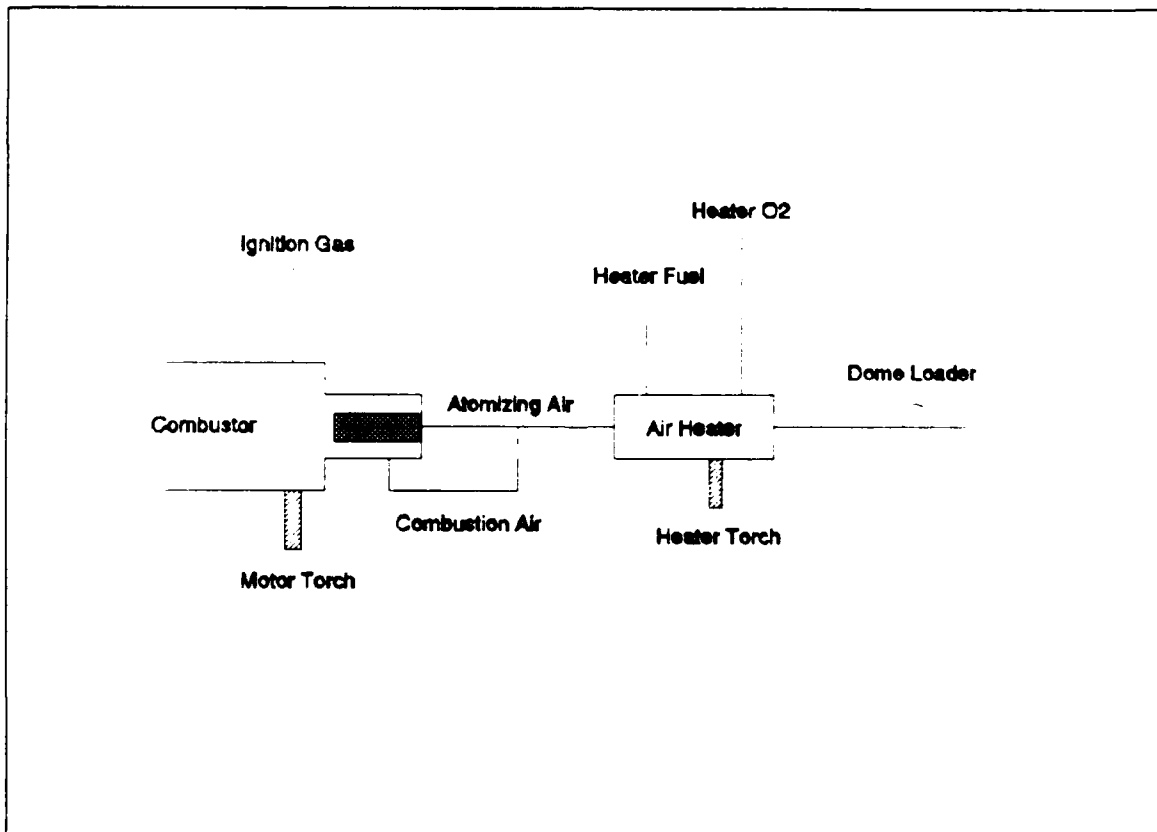 Heater O2
Ignition Gas
Heater Fuel
Dome Loader
Atomizing Air
Combustor
Air Heater
Combustion Air
Heater Torch
Motor Torch